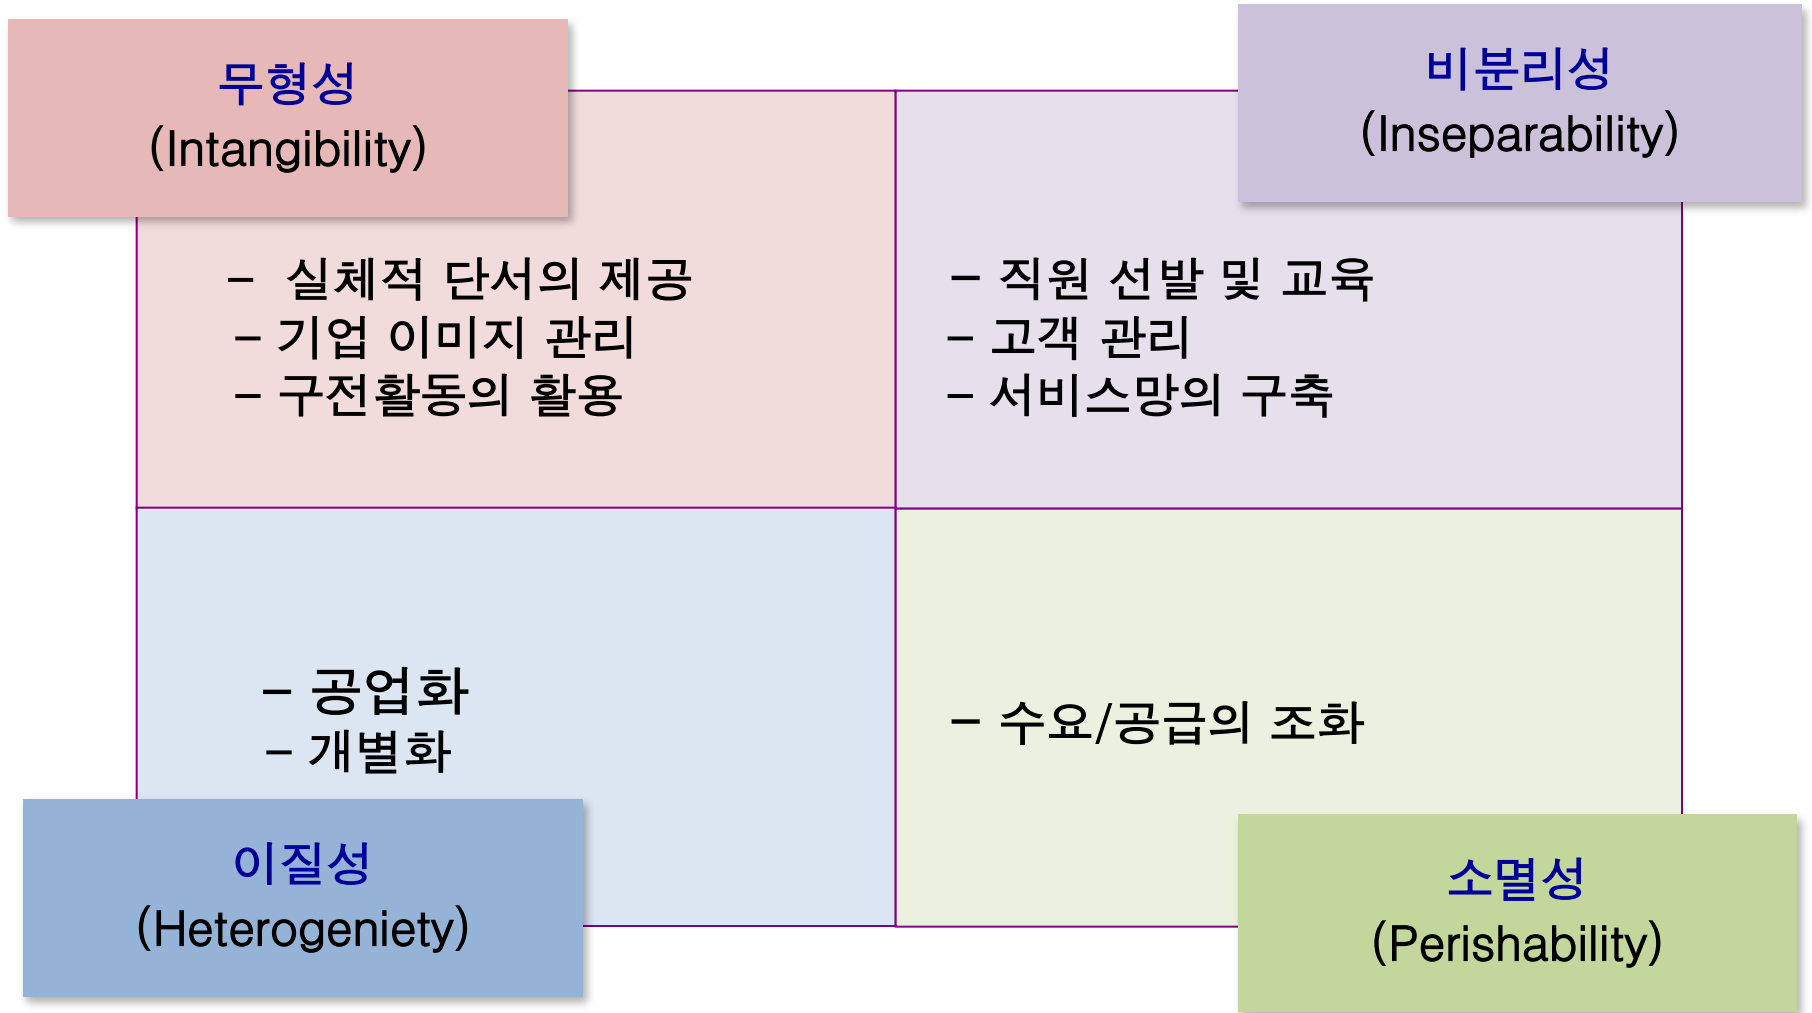 무형성
(Intangibility)
– 실체적 단서의 제공
– 기업 이미지 관리
– 구전활동의 활용
비분리성
(Inseparability)
– 직원 선발 및 교육
– 고객 관리
– 서비스망의 구축
– 공업화
– 개별화
이질성
(Heterogeniety)
– 수요/공급의 조화
소멸성
(Perishability)